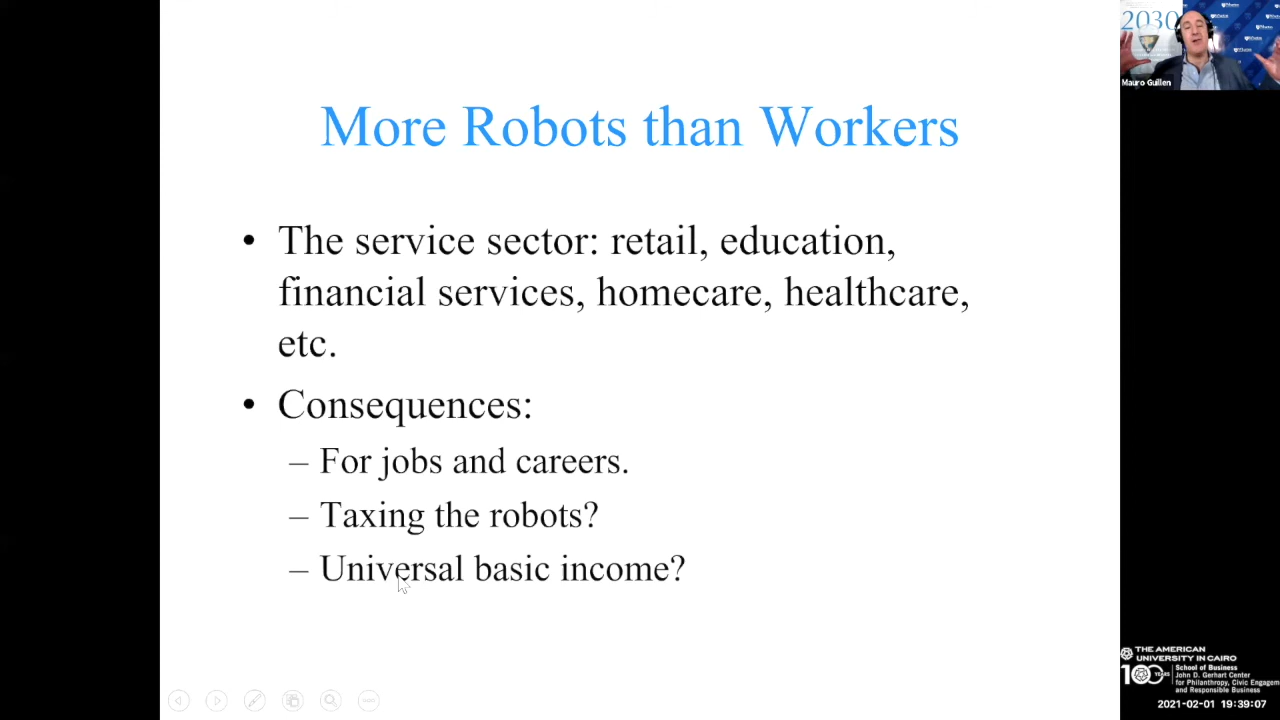 More Robots than Workers
• The service sector: retail, education,
financial services, homecare, healthcare,
etc.
• Consequences:
– For jobs and careers.
– Taxing the robots?
– Universal basic income?
2030
Mauro Guillen
THE AMERICAN
UNIVERSITY IN CAIRO
100 YEARS
School of Business
John D. Gerhart Center
for Philanthropy, Civic Engagem
and Responsible Business
2021-02-01 19:39:07